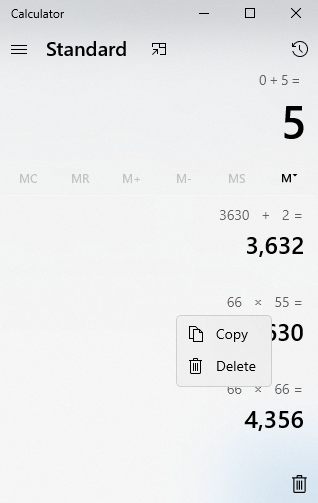 Calculator
Standard
0 + 5 =
5
MC MR M+ M- MS M
3630 + 2 =
3,632
66 × 55 =
630
Copy
Delete
66 × 66 =
4,356